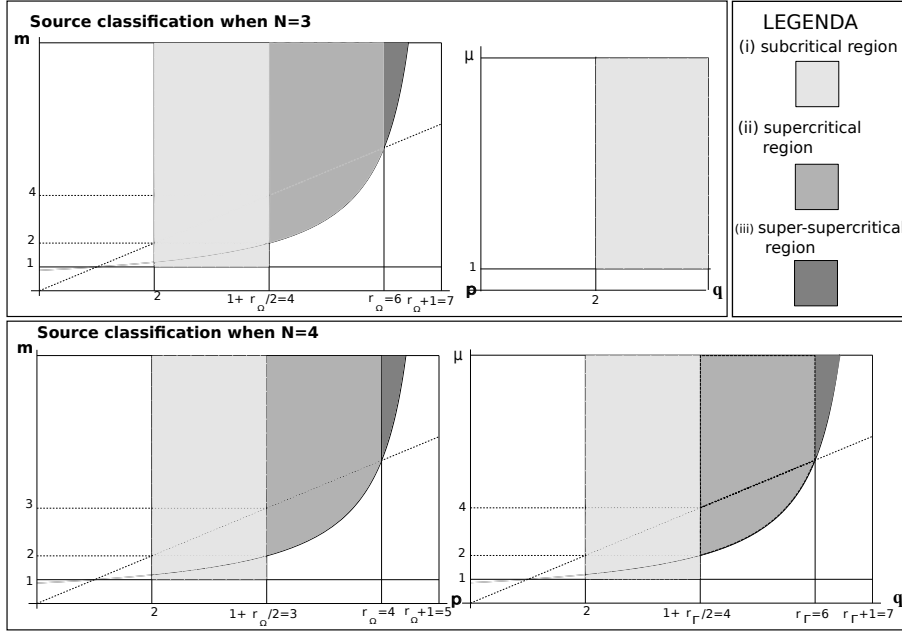 Source classification when N=3
m
4
2
1
2
1+ r_Ω/2=4
r_Ω=6
r_Ω+1=7
μ
1
p
2
q
LEGENDA
(i) subcritical region
(ii) supercritical
region
(iii) super-supercritical
region
Source classification when N=4
m
3
2
1
2
1+ r_Ω/2=3
r_Ω=4
r_Ω+1=5
μ
4
2
1
p
2
1+ r_Γ/2=4
r_Γ=6
r_Γ+1=7
q